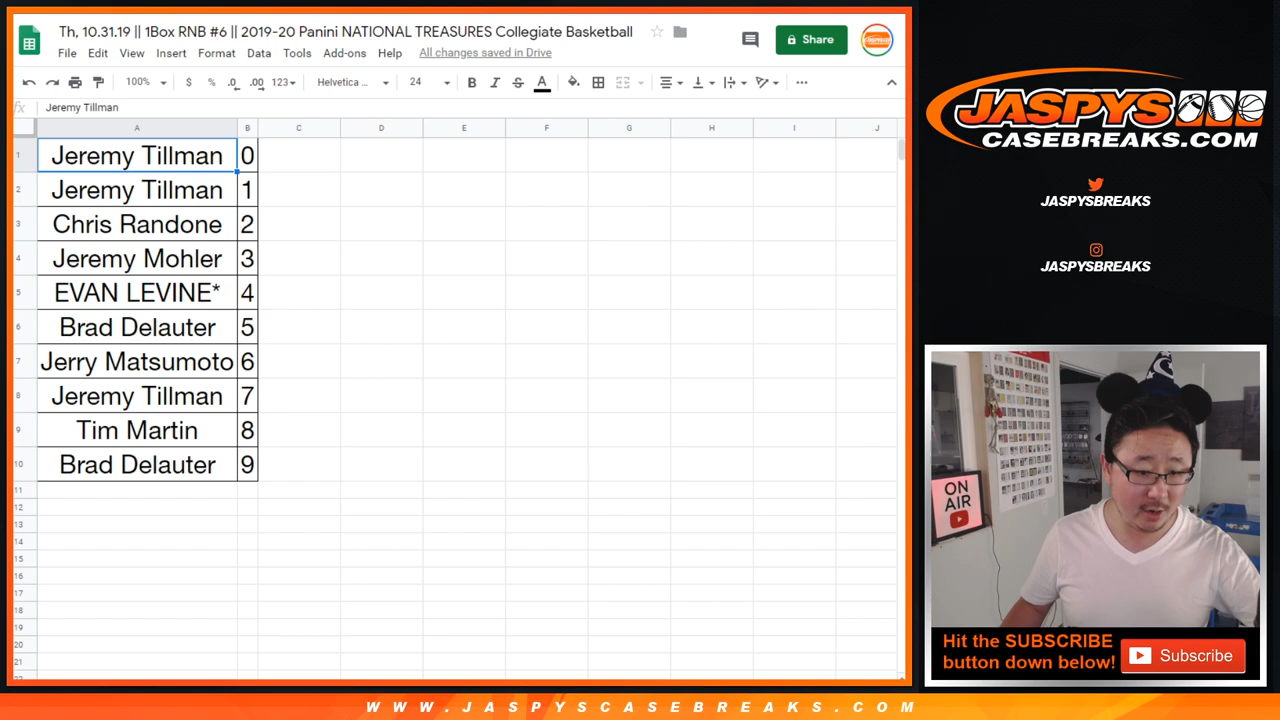 Th, 10.31.19 || 1Box RNB #6 || 2019-20 Panini NATIONAL TREASURES Collegiate Basketball
File Edit View Insert Format Data Tools Add-ons Help All changes saved in Drive
Share
100% $ % .0 .00 123 Helvetica ... 24 B I S A
fx Jeremy Tillman
A B C D E F G H I J
1 Jeremy Tillman 0
2 Jeremy Tillman 1
3 Chris Randone 2
4 Jeremy Mohler 3
5 EVAN LEVINE* 4
6 Brad Delauter 5
7 Jerry Matsumoto 6
8 Jeremy Tillman 7
9 Tim Martin 8
10 Brad Delauter 9
11
12
13
14
15
16
17
18
19
20
21
JASPYS
CASEBREAKS.COM
JASPYSBREAKS
JASPYSBREAKS
ON
AIR
Hit the SUBSCRIBE
button down below!
Subscribe
WWW.JASPYSCASEBREAKS.COM